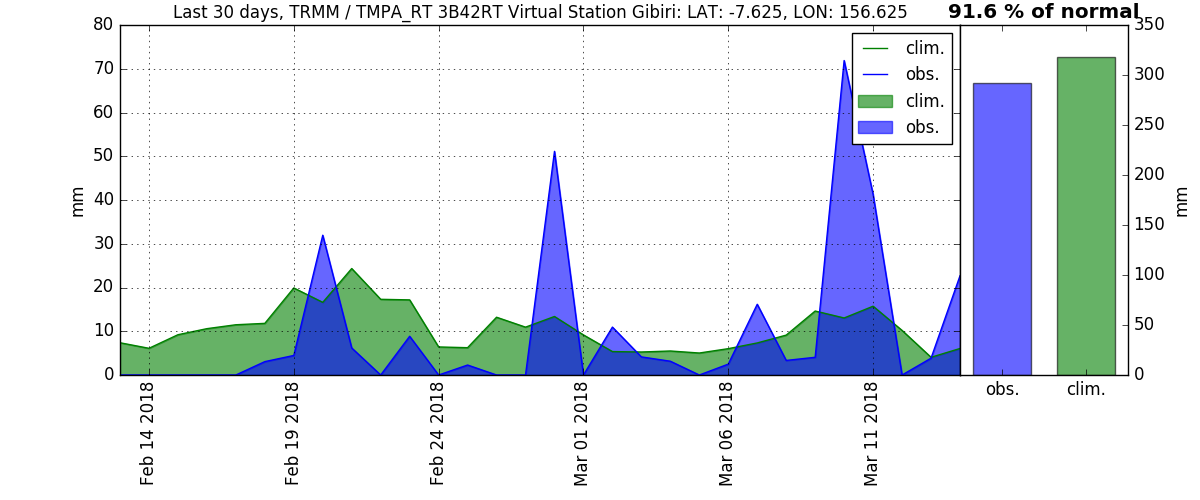 Last 30 days, TRMM / TMPA_RT 3B42RT Virtual Station Gibiri: LAT: -7.625, LON: 156.625
91.6 % of normal
80
70
60
50
40
30
20
10
0
mm
clim.
obs.
clim.
obs.
350
300
250
200
150
100
50
0
mm
Feb 14 2018
Feb 19 2018
Feb 24 2018
Mar 01 2018
Mar 06 2018
Mar 11 2018
obs.
clim.